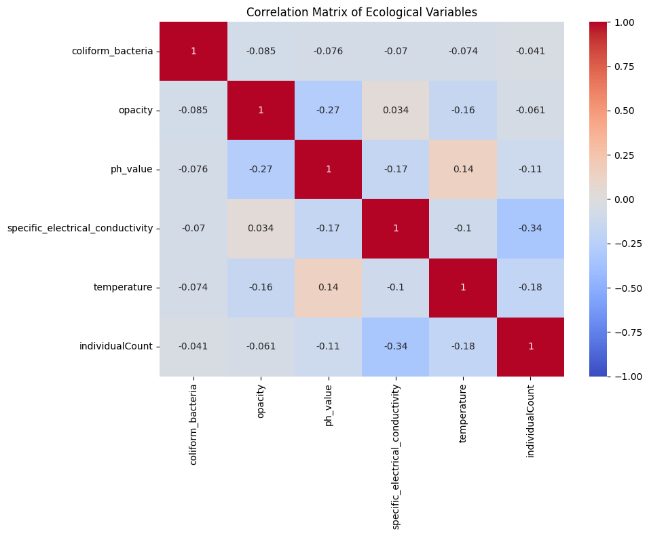 Correlation Matrix of Ecological Variables
coliform_bacteria 1 -0.085 -0.076 -0.07 -0.074 -0.041
opacity -0.085 1 -0.27 0.034 -0.16 -0.061
ph_value -0.076 -0.27 1 -0.17 0.14 -0.11
specific_electrical_conductivity -0.07 0.034 -0.17 1 -0.1 -0.34
temperature -0.074 -0.16 0.14 -0.1 1 -0.18
individualCount -0.041 -0.061 -0.11 -0.34 -0.18 1
coliform_bacteria
opacity
ph_value
specific_electrical_conductivity
temperature
individualCount
1.00
0.75
0.50
0.25
0.00
−0.25
−0.50
−0.75
−1.00